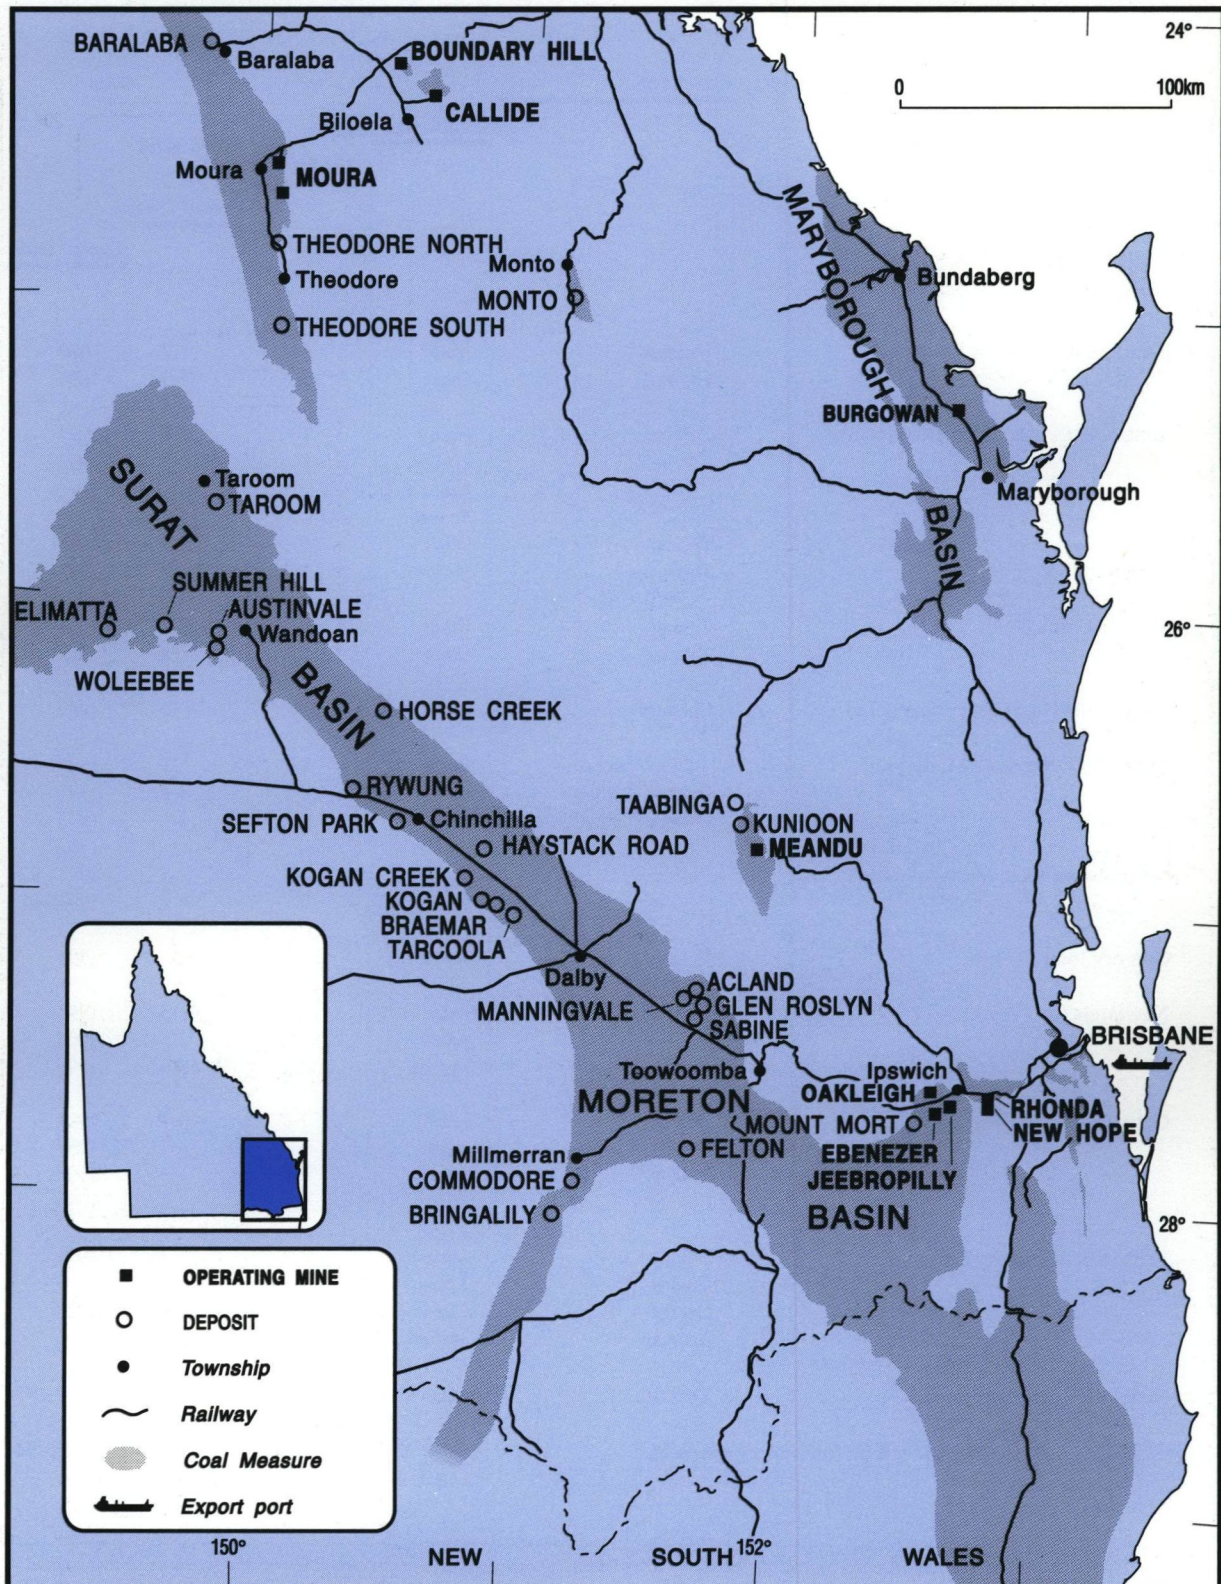 24°
BARALABA
Baralaba
BOUNDARY HILL
0 100km
CALLIDE
Biloela
Moura
MOURA
MARYBOROUGH
THEODORE NORTH
Theodore
Monto
MONTO
Bundaberg
THEODORE SOUTH
BURGOWAN
SURAT
Taroom
TAROOM
Maryborough
BASIN
SUMMER HILL
ELIMATTA
AUSTINVALE
Wandoan
26°
WOLEEBEE
BASIN
HORSE CREEK
RYWUNG
TAABINGA
SEFTON PARK
Chinchilla
KUNIOON
HAYSTACK ROAD
MEANDU
KOGAN CREEK
KOGAN
BRAEMAR
TARCOOLA
Dalby
ACLAND
MANNINGVALE
GLEN ROSLYN
SABINE
BRISBANE
Toowoomba
Ipswich
OAKLEIGH
MORETON
RHONDA
MOUNT MORT
NEW HOPE
Millmerran
FELTON
EBENEZER
COMMODORE
JEEBROPILLY
BRINGALILY
BASIN
28°
OPERATING MINE
DEPOSIT
Township
Railway
Coal Measure
Export port
150°
152°
NEW SOUTH WALES